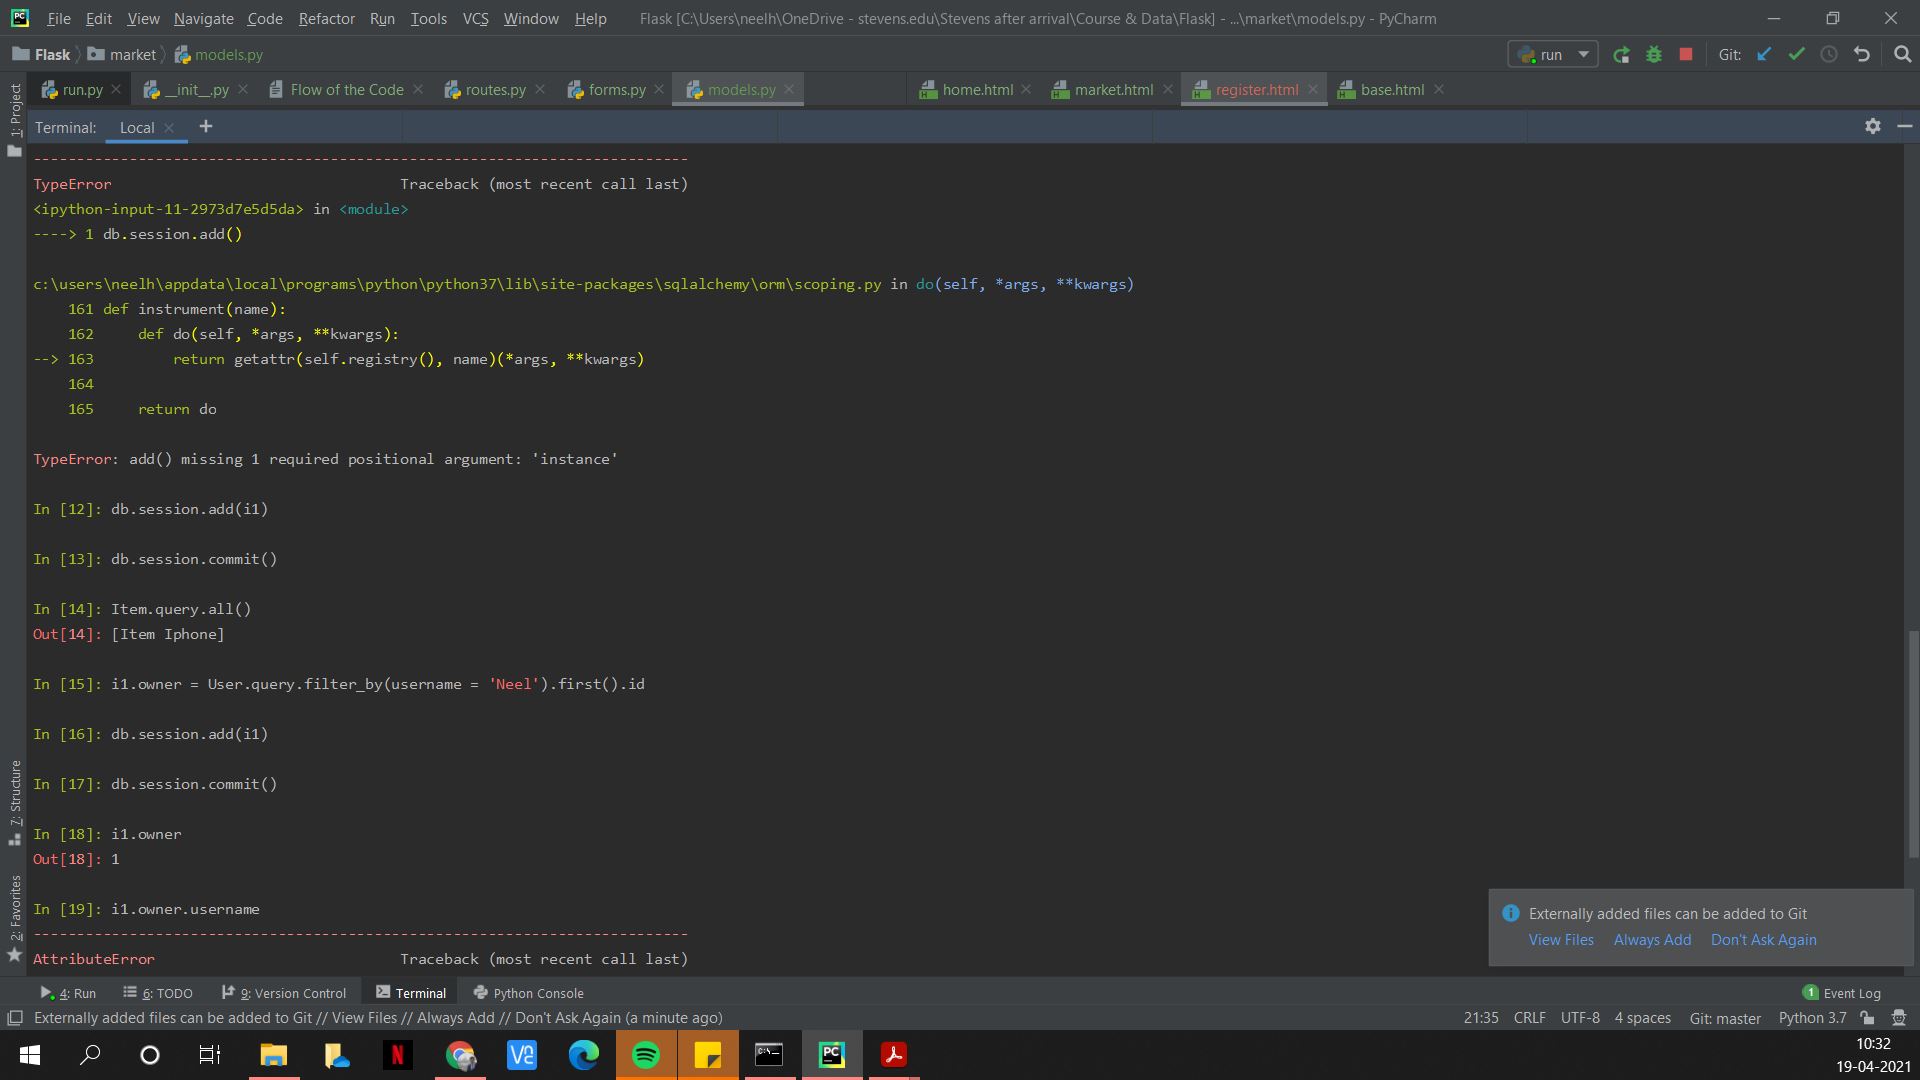 File Edit View Navigate Code Refactor Run Tools VCS Window Help Flask [C:\Users\neelh\OneDrive - stevens.edu\Stevens after arrival\Course & Data\Flask] - ...\market\models.py - PyCharm
Flask market models.py run Git:
run.py __init__.py Flow of the Code routes.py forms.py models.py home.html market.html register.html base.html
1: Project
Terminal: Local +
---------------------------------------------------------------------------
TypeError Traceback (most recent call last)
<ipython-input-11-2973d7e5d5da> in <module>
----> 1 db.session.add()
c:\users\neelh\appdata\local\programs\python\python37\lib\site-packages\sqlalchemy\orm\scoping.py in do(self, *args, **kwargs)
161 def instrument(name):
162 def do(self, *args, **kwargs):
--> 163 return getattr(self.registry(), name)(*args, **kwargs)
164
165 return do
TypeError: add() missing 1 required positional argument: 'instance'
In [12]: db.session.add(i1)
In [13]: db.session.commit()
In [14]: Item.query.all()
Out[14]: [Item Iphone]
In [15]: i1.owner = User.query.filter_by(username = 'Neel').first().id
In [16]: db.session.add(i1)
In [17]: db.session.commit()
In [18]: i1.owner
Out[18]: 1
In [19]: i1.owner.username
---------------------------------------------------------------------------
AttributeError Traceback (most recent call last)
7: Structure
2: Favorites
Externally added files can be added to Git
View Files Always Add Don't Ask Again
4: Run 6: TODO 9: Version Control Terminal Python Console 1 Event Log
Externally added files can be added to Git // View Files // Always Add // Don't Ask Again (a minute ago) 21:35 CRLF UTF-8 4 spaces Git: master Python 3.7
10:32
19-04-2021